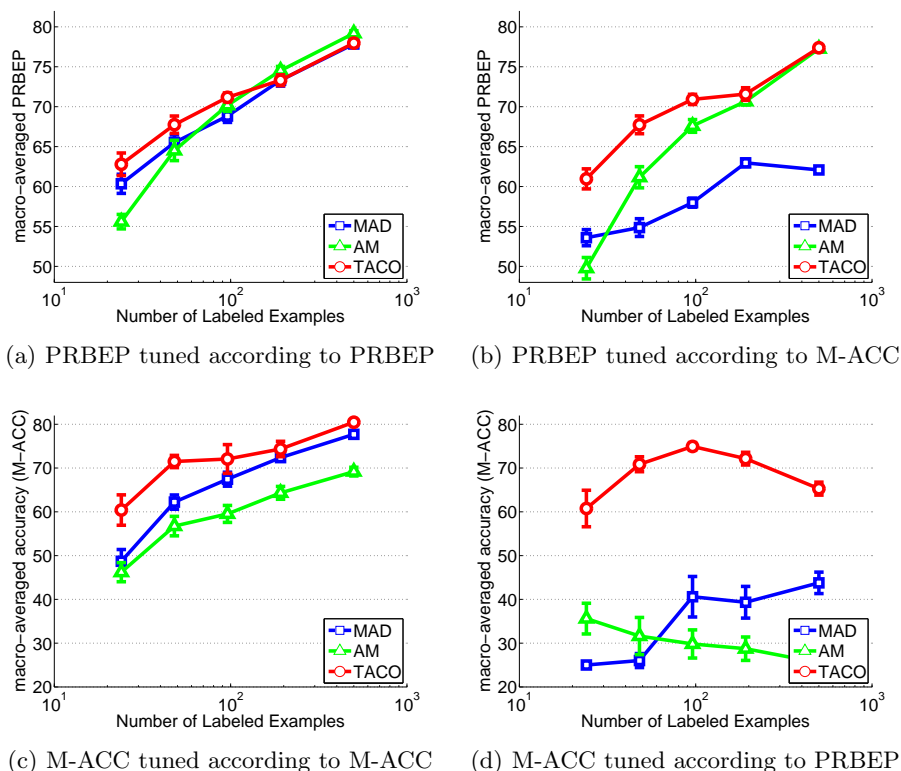 80
75
70
65
60
55
50
macro−averaged PRBEP
MAD
AM
TACO
10^1
10^2
10^3
Number of Labeled Examples
(a) PRBEP tuned according to PRBEP
80
75
70
65
60
55
50
macro−averaged PRBEP
MAD
AM
TACO
10^1
10^2
10^3
Number of Labeled Examples
(b) PRBEP tuned according to M-ACC
80
70
60
50
40
30
20
macro−averaged accuracy (M−ACC)
MAD
AM
TACO
10^1
10^2
10^3
Number of Labeled Examples
(c) M-ACC tuned according to M-ACC
80
70
60
50
40
30
20
macro−averaged accuracy (M−ACC)
MAD
AM
TACO
10^1
10^2
10^3
Number of Labeled Examples
(d) M-ACC tuned according to PRBEP